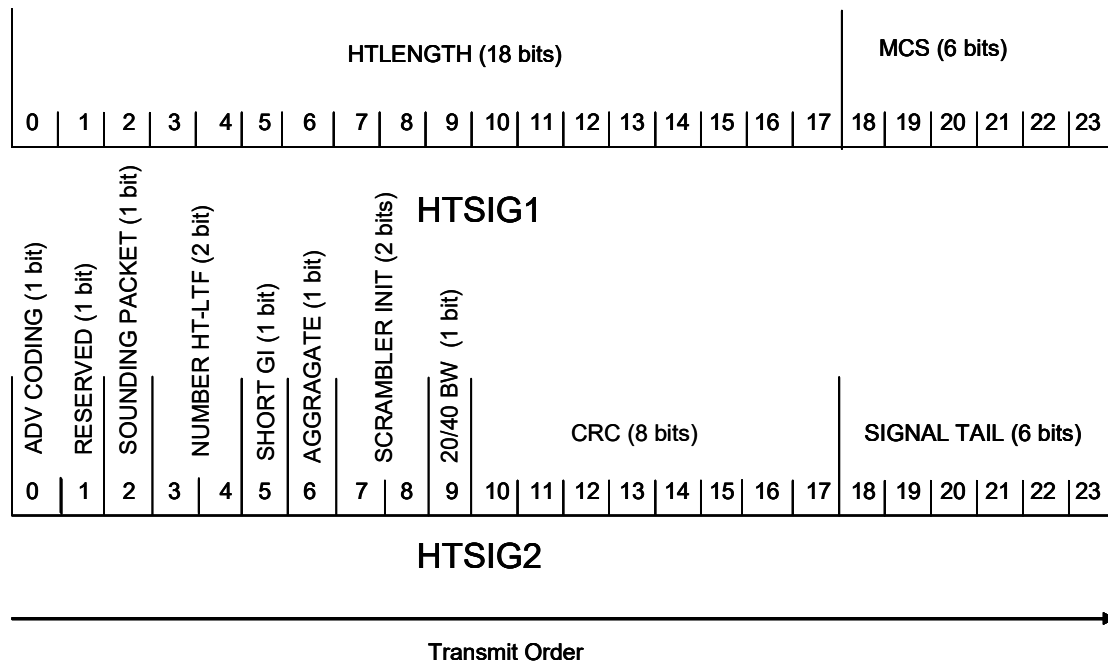 HTLENGTH (18 bits) MCS (6 bits)
0 1 2 3 4 5 6 7 8 9 10 11 12 13 14 15 16 17 18 19 20 21 22 23
HTSIG1
ADV CODING (1 bit)
RESERVED (1 bit)
SOUNDING PACKET (1 bit)
NUMBER HT-LTF (2 bit)
SHORT GI (1 bit)
AGGRAGATE (1 bit)
SCRAMBLER INIT (2 bits)
20/40 BW (1 bit)
CRC (8 bits) SIGNAL TAIL (6 bits)
0 1 2 3 4 5 6 7 8 9 10 11 12 13 14 15 16 17 18 19 20 21 22 23
HTSIG2
Transmit Order